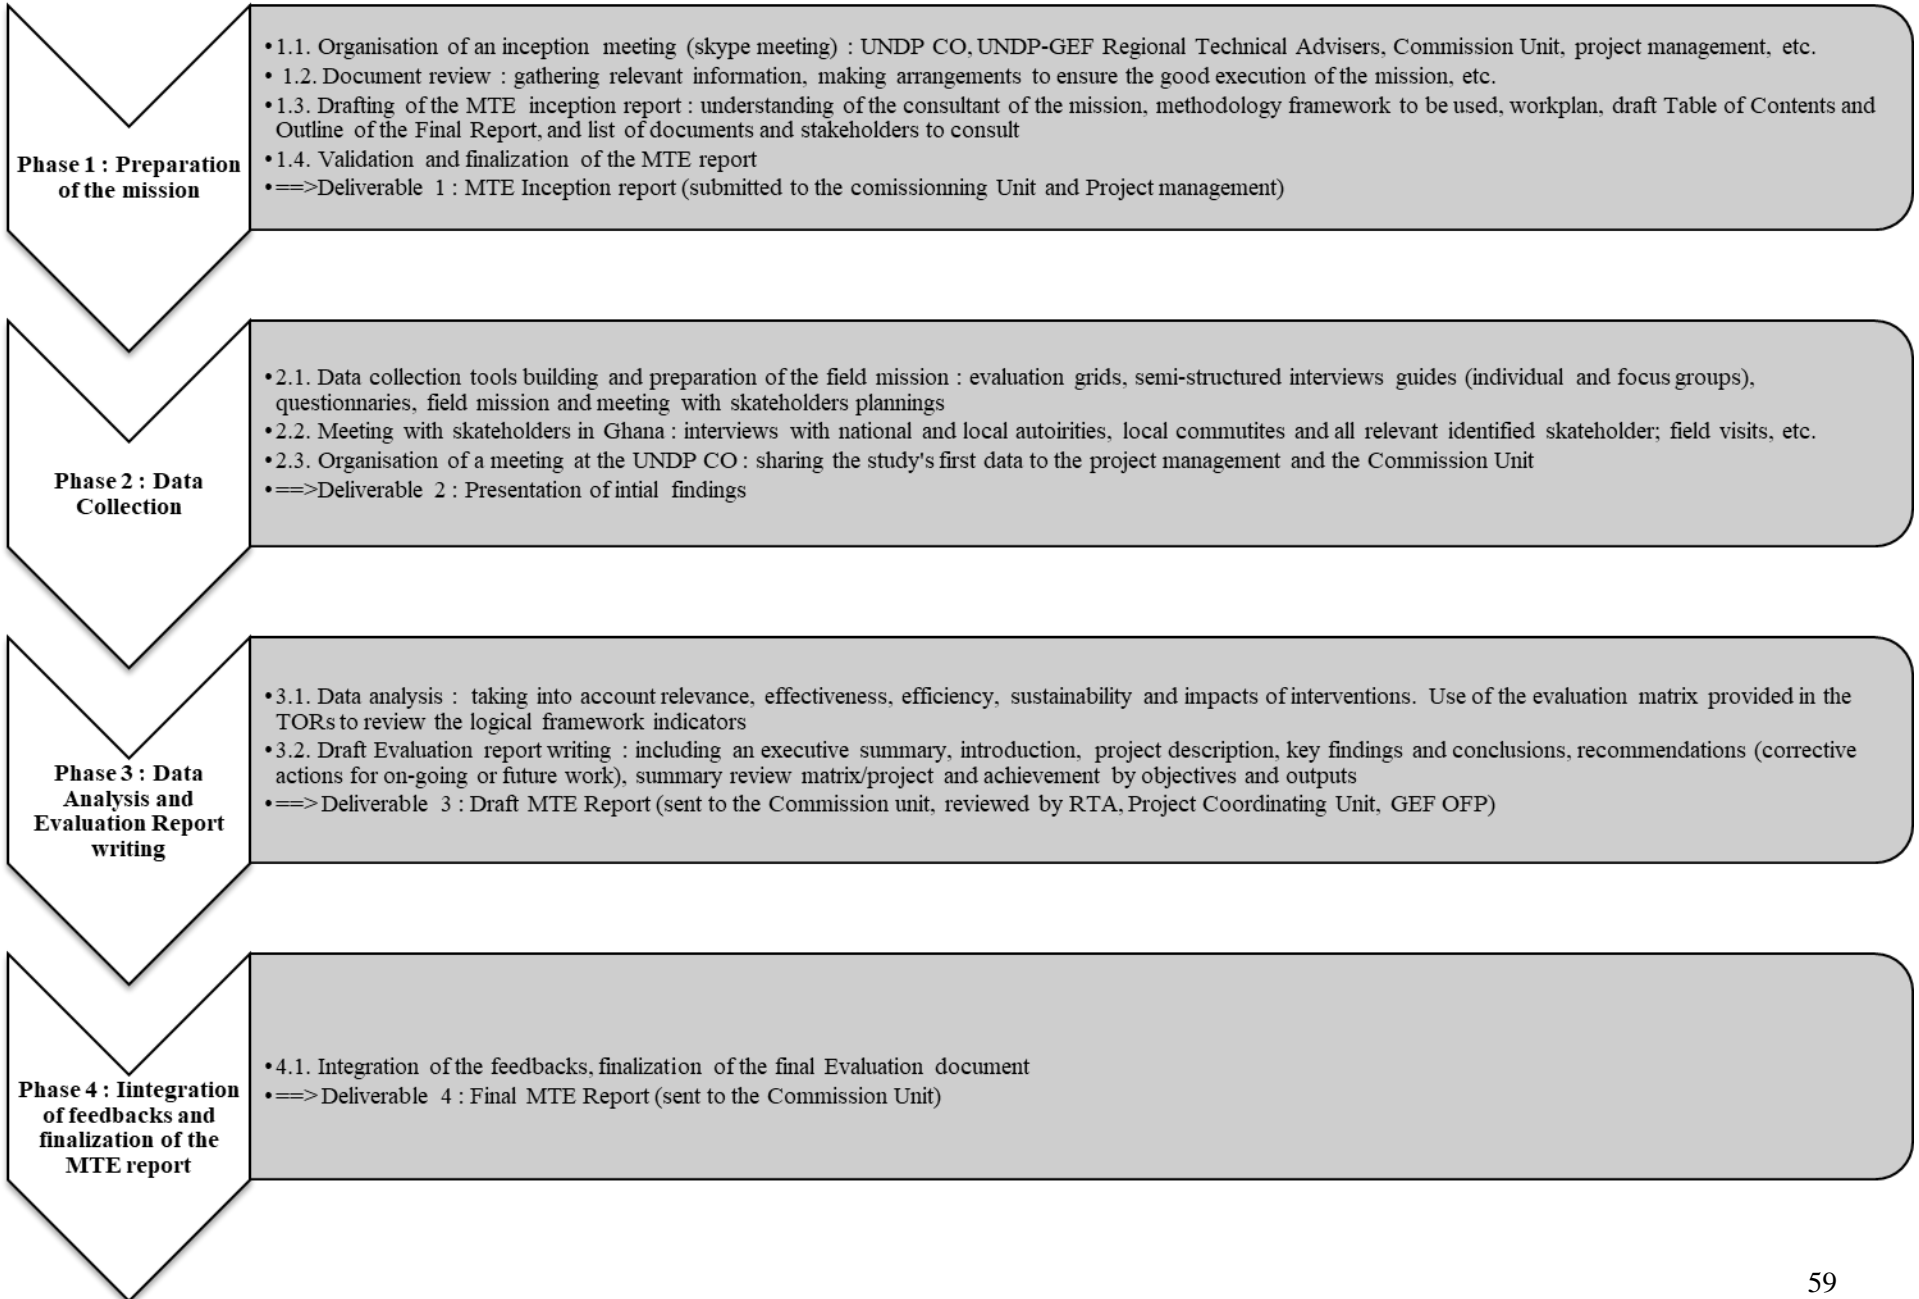 Phase 1 : Preparation
of the mission
•1.1. Organisation of an inception meeting (skype meeting) : UNDP CO, UNDP-GEF Regional Technical Advisers, Commission Unit, project management, etc.
• 1.2. Document review : gathering relevant information, making arrangements to ensure the good execution of the mission, etc.
•1.3. Drafting of the MTE inception report : understanding of the consultant of the mission, methodology framework to be used, workplan, draft Table of Contents and
Outline of the Final Report, and list of documents and stakeholders to consult
•1.4. Validation and finalization of the MTE report
•==>Deliverable 1 : MTE Inception report (submitted to the comissionning Unit and Project management)
Phase 2 : Data
Collection
•2.1. Data collection tools building and preparation of the field mission : evaluation grids, semi-structured interviews guides (individual and focus groups),
questionnaries, field mission and meeting with skateholders plannings
•2.2. Meeting with skateholders in Ghana : interviews with national and local autoirities, local commutites and all relevant identified skateholder; field visits, etc.
•2.3. Organisation of a meeting at the UNDP CO : sharing the study's first data to the project management and the Commission Unit
•==>Deliverable 2 : Presentation of intial findings
Phase 3 : Data
Analysis and
Evaluation Report
writing
•3.1. Data analysis : taking into account relevance, effectiveness, efficiency, sustainability and impacts of interventions. Use of the evaluation matrix provided in the
TORs to review the logical framework indicators
•3.2. Draft Evaluation report writing : including an executive summary, introduction, project description, key findings and conclusions, recommendations (corrective
actions for on-going or future work), summary review matrix/project and achievement by objectives and outputs
•==>Deliverable 3 : Draft MTE Report (sent to the Commission unit, reviewed by RTA, Project Coordinating Unit, GEF OFP)
Phase 4 : Iintegration
of feedbacks and
finalization of the
MTE report
•4.1. Integration of the feedbacks, finalization of the final Evaluation document
•==>Deliverable 4 : Final MTE Report (sent to the Commission Unit)
59